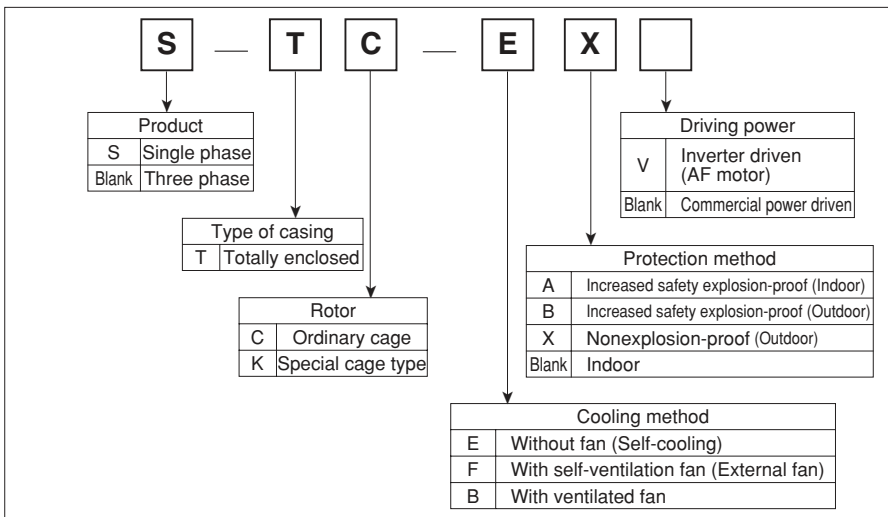 S — T C — E X
Product
S Single phase
Blank Three phase
Driving power
V Inverter driven
(AF motor)
Blank Commercial power driven
Type of casing
T Totally enclosed
Rotor
C Ordinary cage
K Special cage type
Protection method
A Increased safety explosion-proof (Indoor)
B Increased safety explosion-proof (Outdoor)
X Nonexplosion-proof (Outdoor)
Blank Indoor
Cooling method
E Without fan (Self-cooling)
F With self-ventilation fan (External fan)
B With ventilated fan